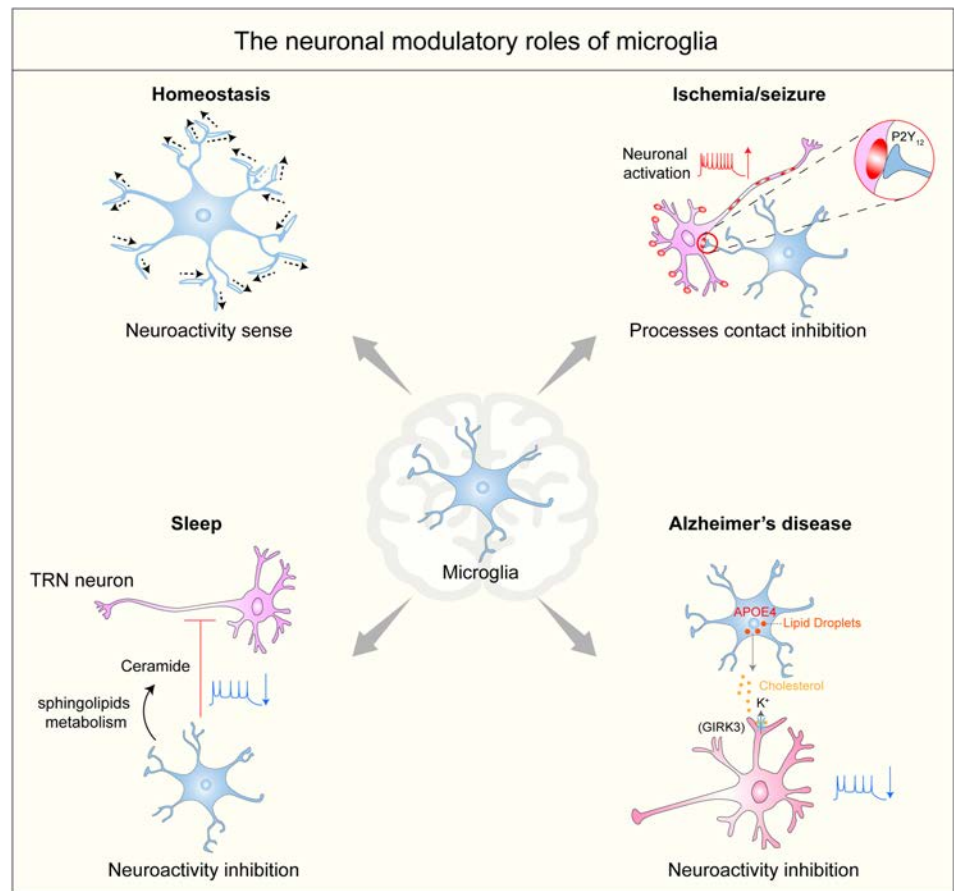 The neuronal modulatory roles of microglia
Homeostasis
Neuroactivity sense
Ischemia/seizure
Neuronal
activation
P2Y₁₂
Processes contact inhibition
Microglia
Sleep
TRN neuron
Ceramide
sphingolipids
metabolism
Neuroactivity inhibition
Alzheimer's disease
APOE4
Lipid Droplets
Cholesterol
K⁺
(GIRK3)
Neuroactivity inhibition